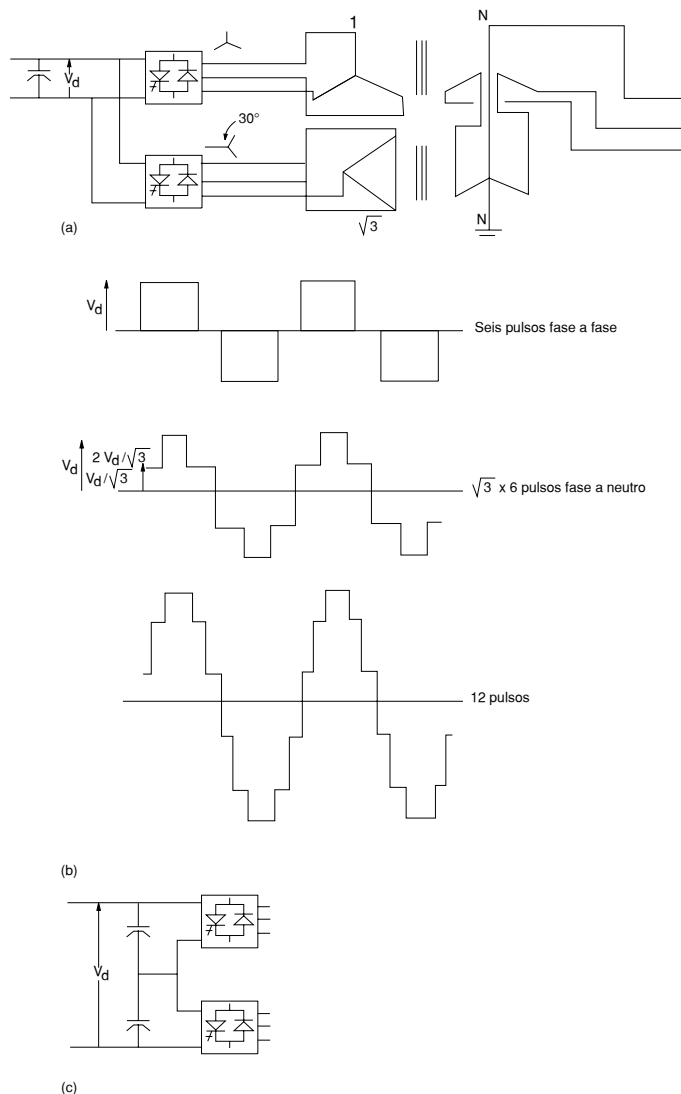 1
N
V_d
30°
√3
N
(a)
V_d
Seis pulsos fase a fase
V_d
2 V_d/√3
V_d/√3
√3 x 6 pulsos fase a neutro
12 pulsos
(b)
V_d
(c)